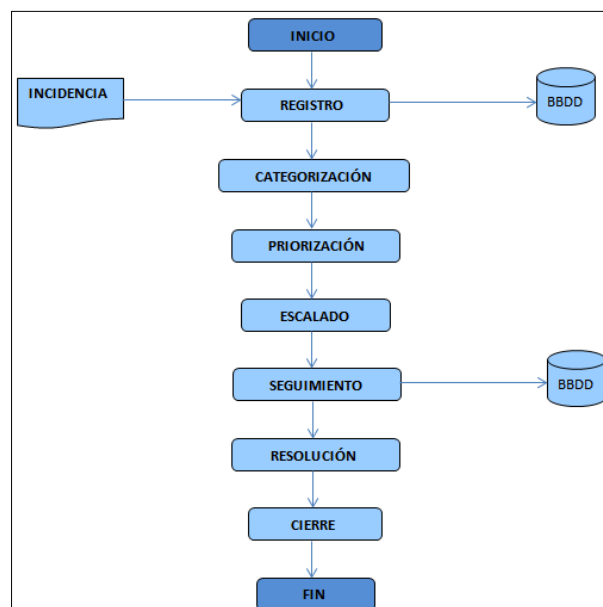 INICIO
INCIDENCIA
REGISTRO
BBDD
CATEGORIZACIÓN
PRIORIZACIÓN
ESCALADO
SEGUIMIENTO
BBDD
RESOLUCIÓN
CIERRE
FIN